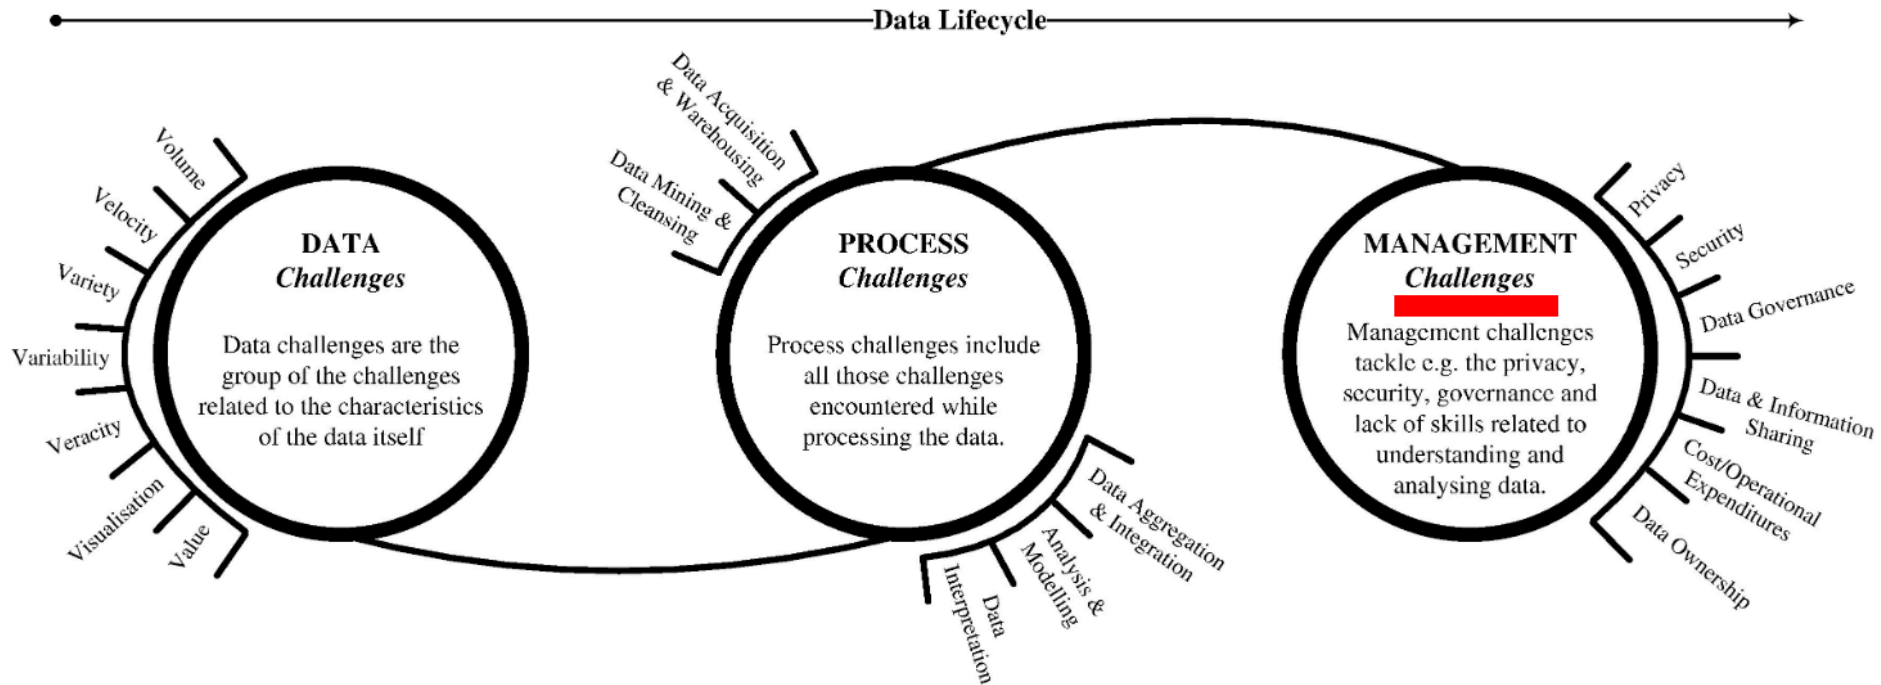 Data Lifecycle
Volume
Velocity
Variety
Variability
Veracity
Visualisation
Value
DATA
Challenges
Data challenges are the
group of the challenges
related to the characteristics
of the data itself
Data Acquisition
& Warehousing
Data Mining &
Cleansing
PROCESS
Challenges
Process challenges include
all those challenges
encountered while
processing the data.
Data Aggregation
& Integration
Analysis &
Modelling
Data
Interpretation
MANAGEMENT
Challenges
Management challenges
tackle e.g. the privacy,
security, governance and
lack of skills related to
understanding and
analysing data.
Privacy
Security
Data Governance
Data & Information
Sharing
Cost/Operational
Expenditures
Data Ownership